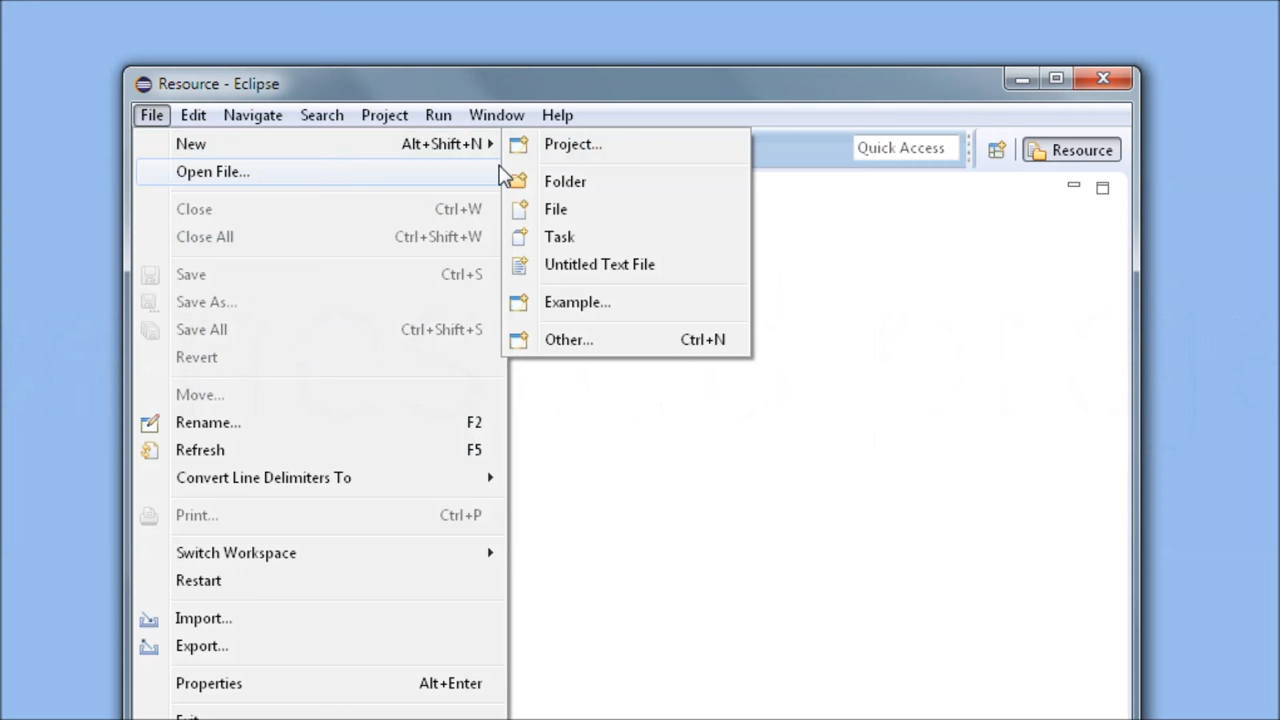 Resource - Eclipse
File Edit Navigate Search Project Run Window Help
Quick Access
Resource
New Alt+Shift+N
Open File...
Close Ctrl+W
Close All Ctrl+Shift+W
Save Ctrl+S
Save As...
Save All Ctrl+Shift+S
Revert
Move...
Rename... F2
Refresh F5
Convert Line Delimiters To
Print... Ctrl+P
Switch Workspace
Restart
Import...
Export...
Properties Alt+Enter
Project...
Folder
File
Task
Untitled Text File
Example...
Other... Ctrl+N